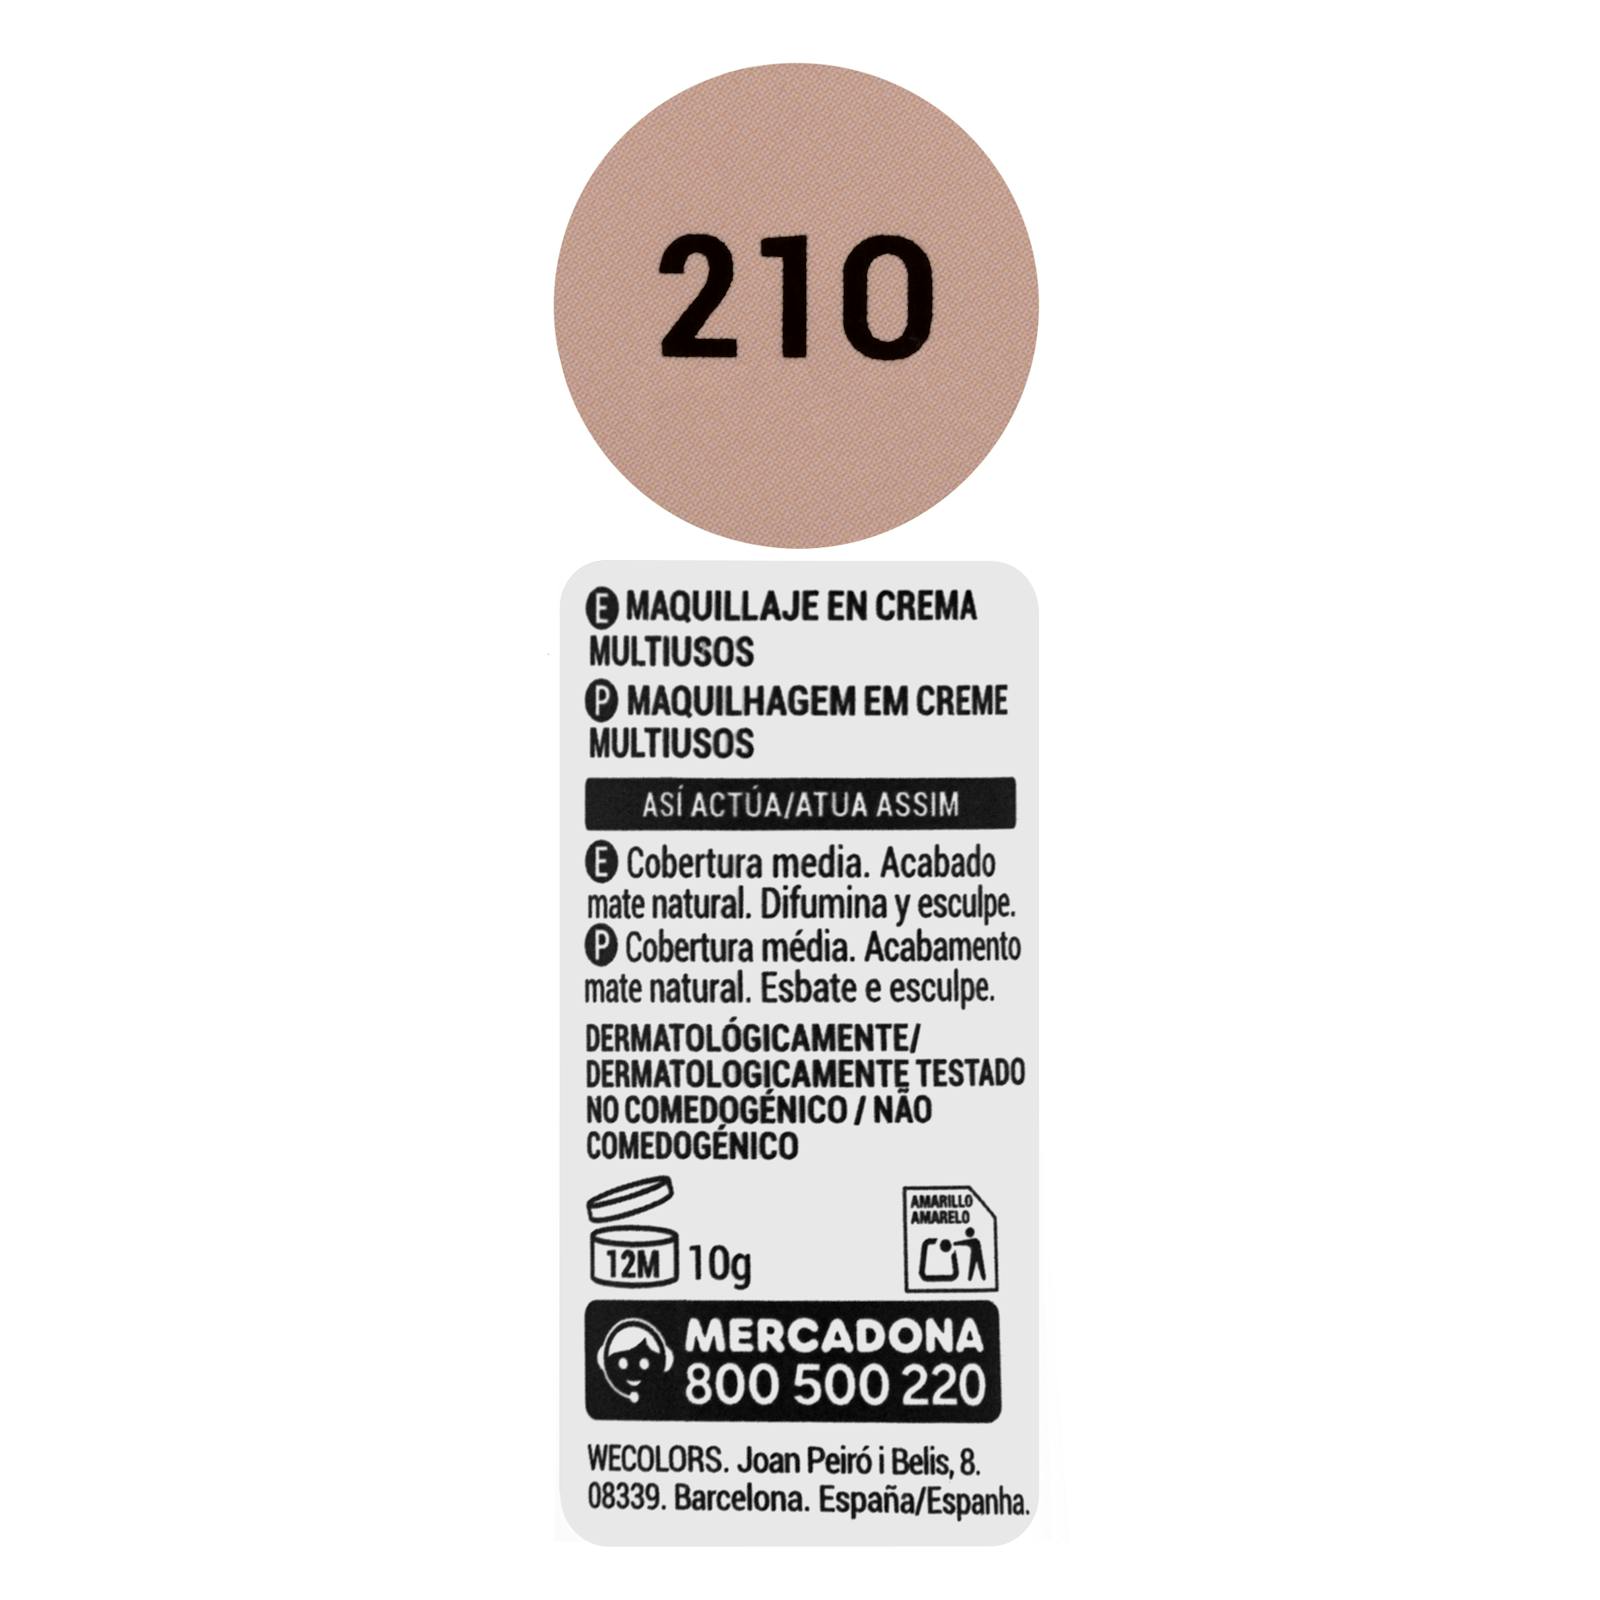 210
E MAQUILLAJE EN CREMA
MULTIUSOS
P MAQUILHAGEM EM CREME
MULTIUSOS
ASÍ ACTÚA/ATUA ASSIM
E Cobertura media. Acabado
mate natural. Difumina y esculpe.
P Cobertura média. Acabamento
mate natural. Esbate e esculpe.
DERMATOLÓGICAMENTE/
DERMATOLOGICAMENTE TESTADO
NO COMEDOGÉNICO / NÃO
COMEDOGÉNICO
12M 10g
AMARILLO
AMARELO
MERCADONA
800 500 220
WECOLORS. Joan Peiró i Belis, 8.
08339. Barcelona. España/Espanha.